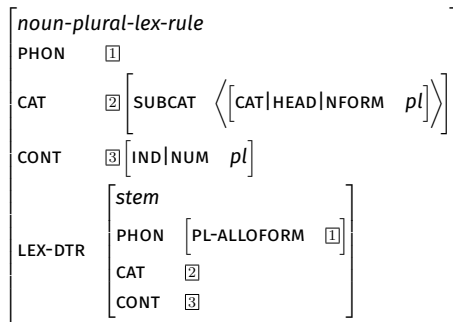 noun-plural-lex-rule
PHON 1
CAT 2 [SUBCAT ⟨[CAT|HEAD|NFORM pl]⟩]
CONT 3 [IND|NUM pl]
stem
PHON [PL-ALLOFORM 1]
LEX-DTR
CAT 2
CONT 3